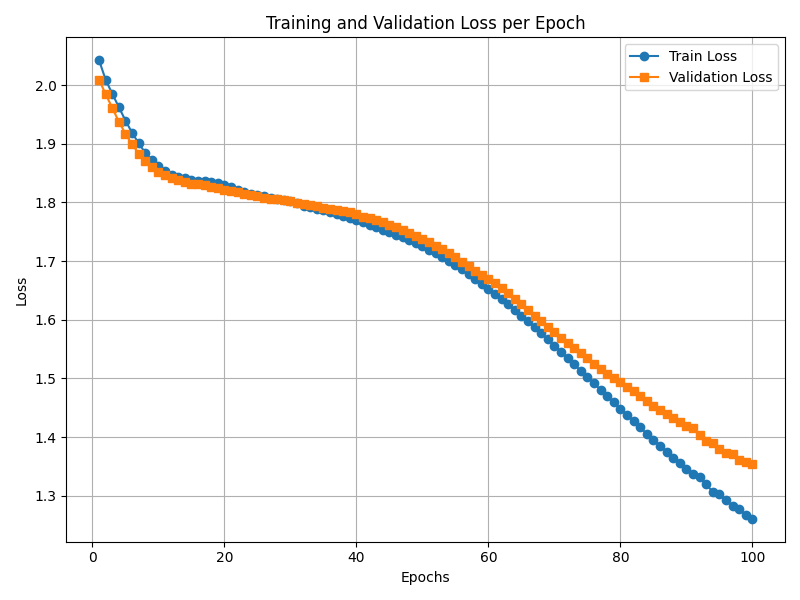 Training and Validation Loss per Epoch
Train Loss
Validation Loss
2.0
1.9
1.8
1.7
1.6
1.5
1.4
1.3
Loss
0 20 40 60 80 100
Epochs